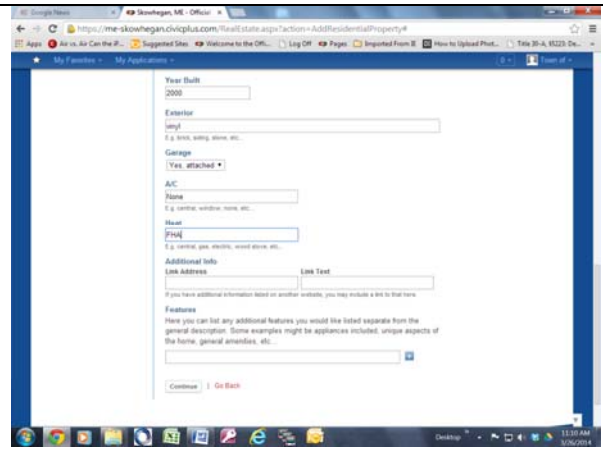 Google News
Skowhegan, ME - Official
https://me-skowhegan.civicplus.com/RealEstate.aspx?action=AddResidentialProperty#
Apps
Suggested Sites
Welcome to the Offi...
Log Off
Pages
Imported From IE
How to Upload Phot...
My Favorites
My Applications
0
Town of
Year Built
2000
Exterior
vinyl
E.g. brick, siding, stone, etc...
Garage
Yes, attached
A/C
None
E.g. central, window, none, etc...
Heat
FHA
E.g. central, gas, electric, wood stove, etc...
Additional Info
Link Address Link Text
If you have additional information listed on another website, you may include a link to that here.
Features
Here you can list any additional features you would like listed separate from the
general description. Some examples might be appliances included, unique aspects of
the home, general amenities, etc...
Continue | Go Back
Desktop
11:10 AM
3/26/2014